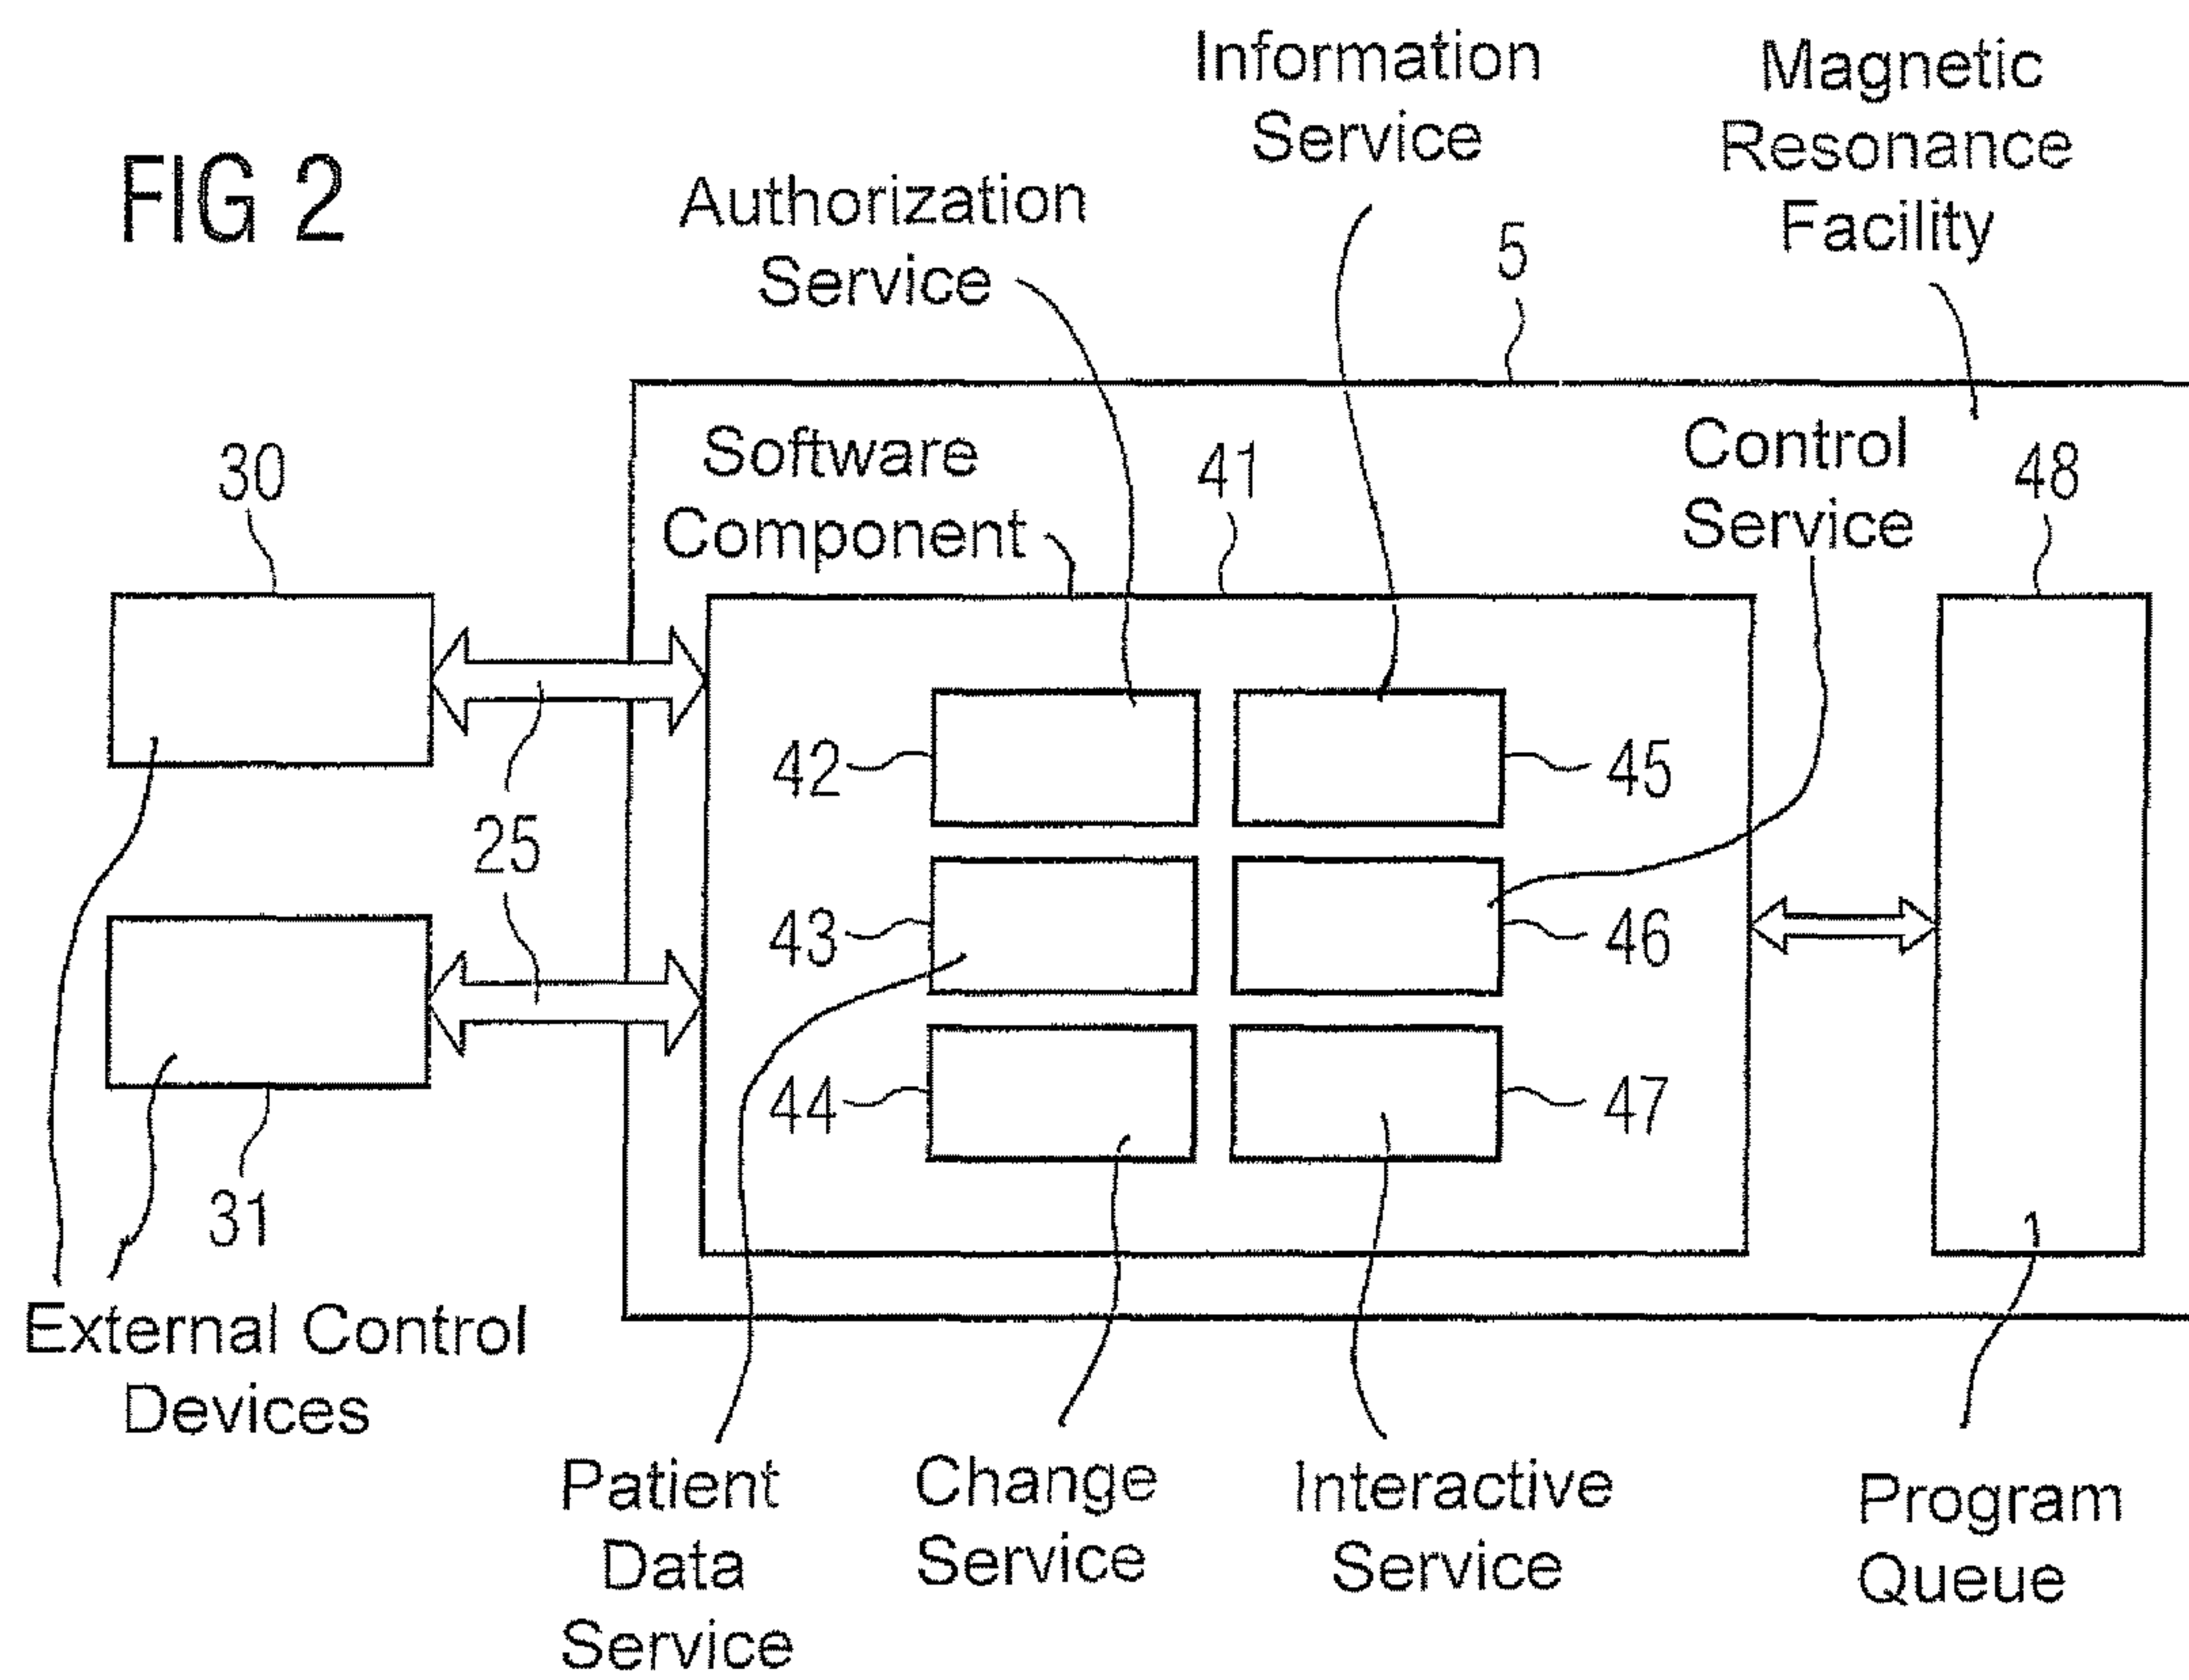 FIG 2
Information
Service
Magnetic
Resonance
Facility
Authorization
Service
5
Software
Component
41
Control
Service
48
30
25
42
45
43
46
44
47
31
External Control
Devices
Patient
Data
Service
Change
Service
Interactive
Service
Program
Queue